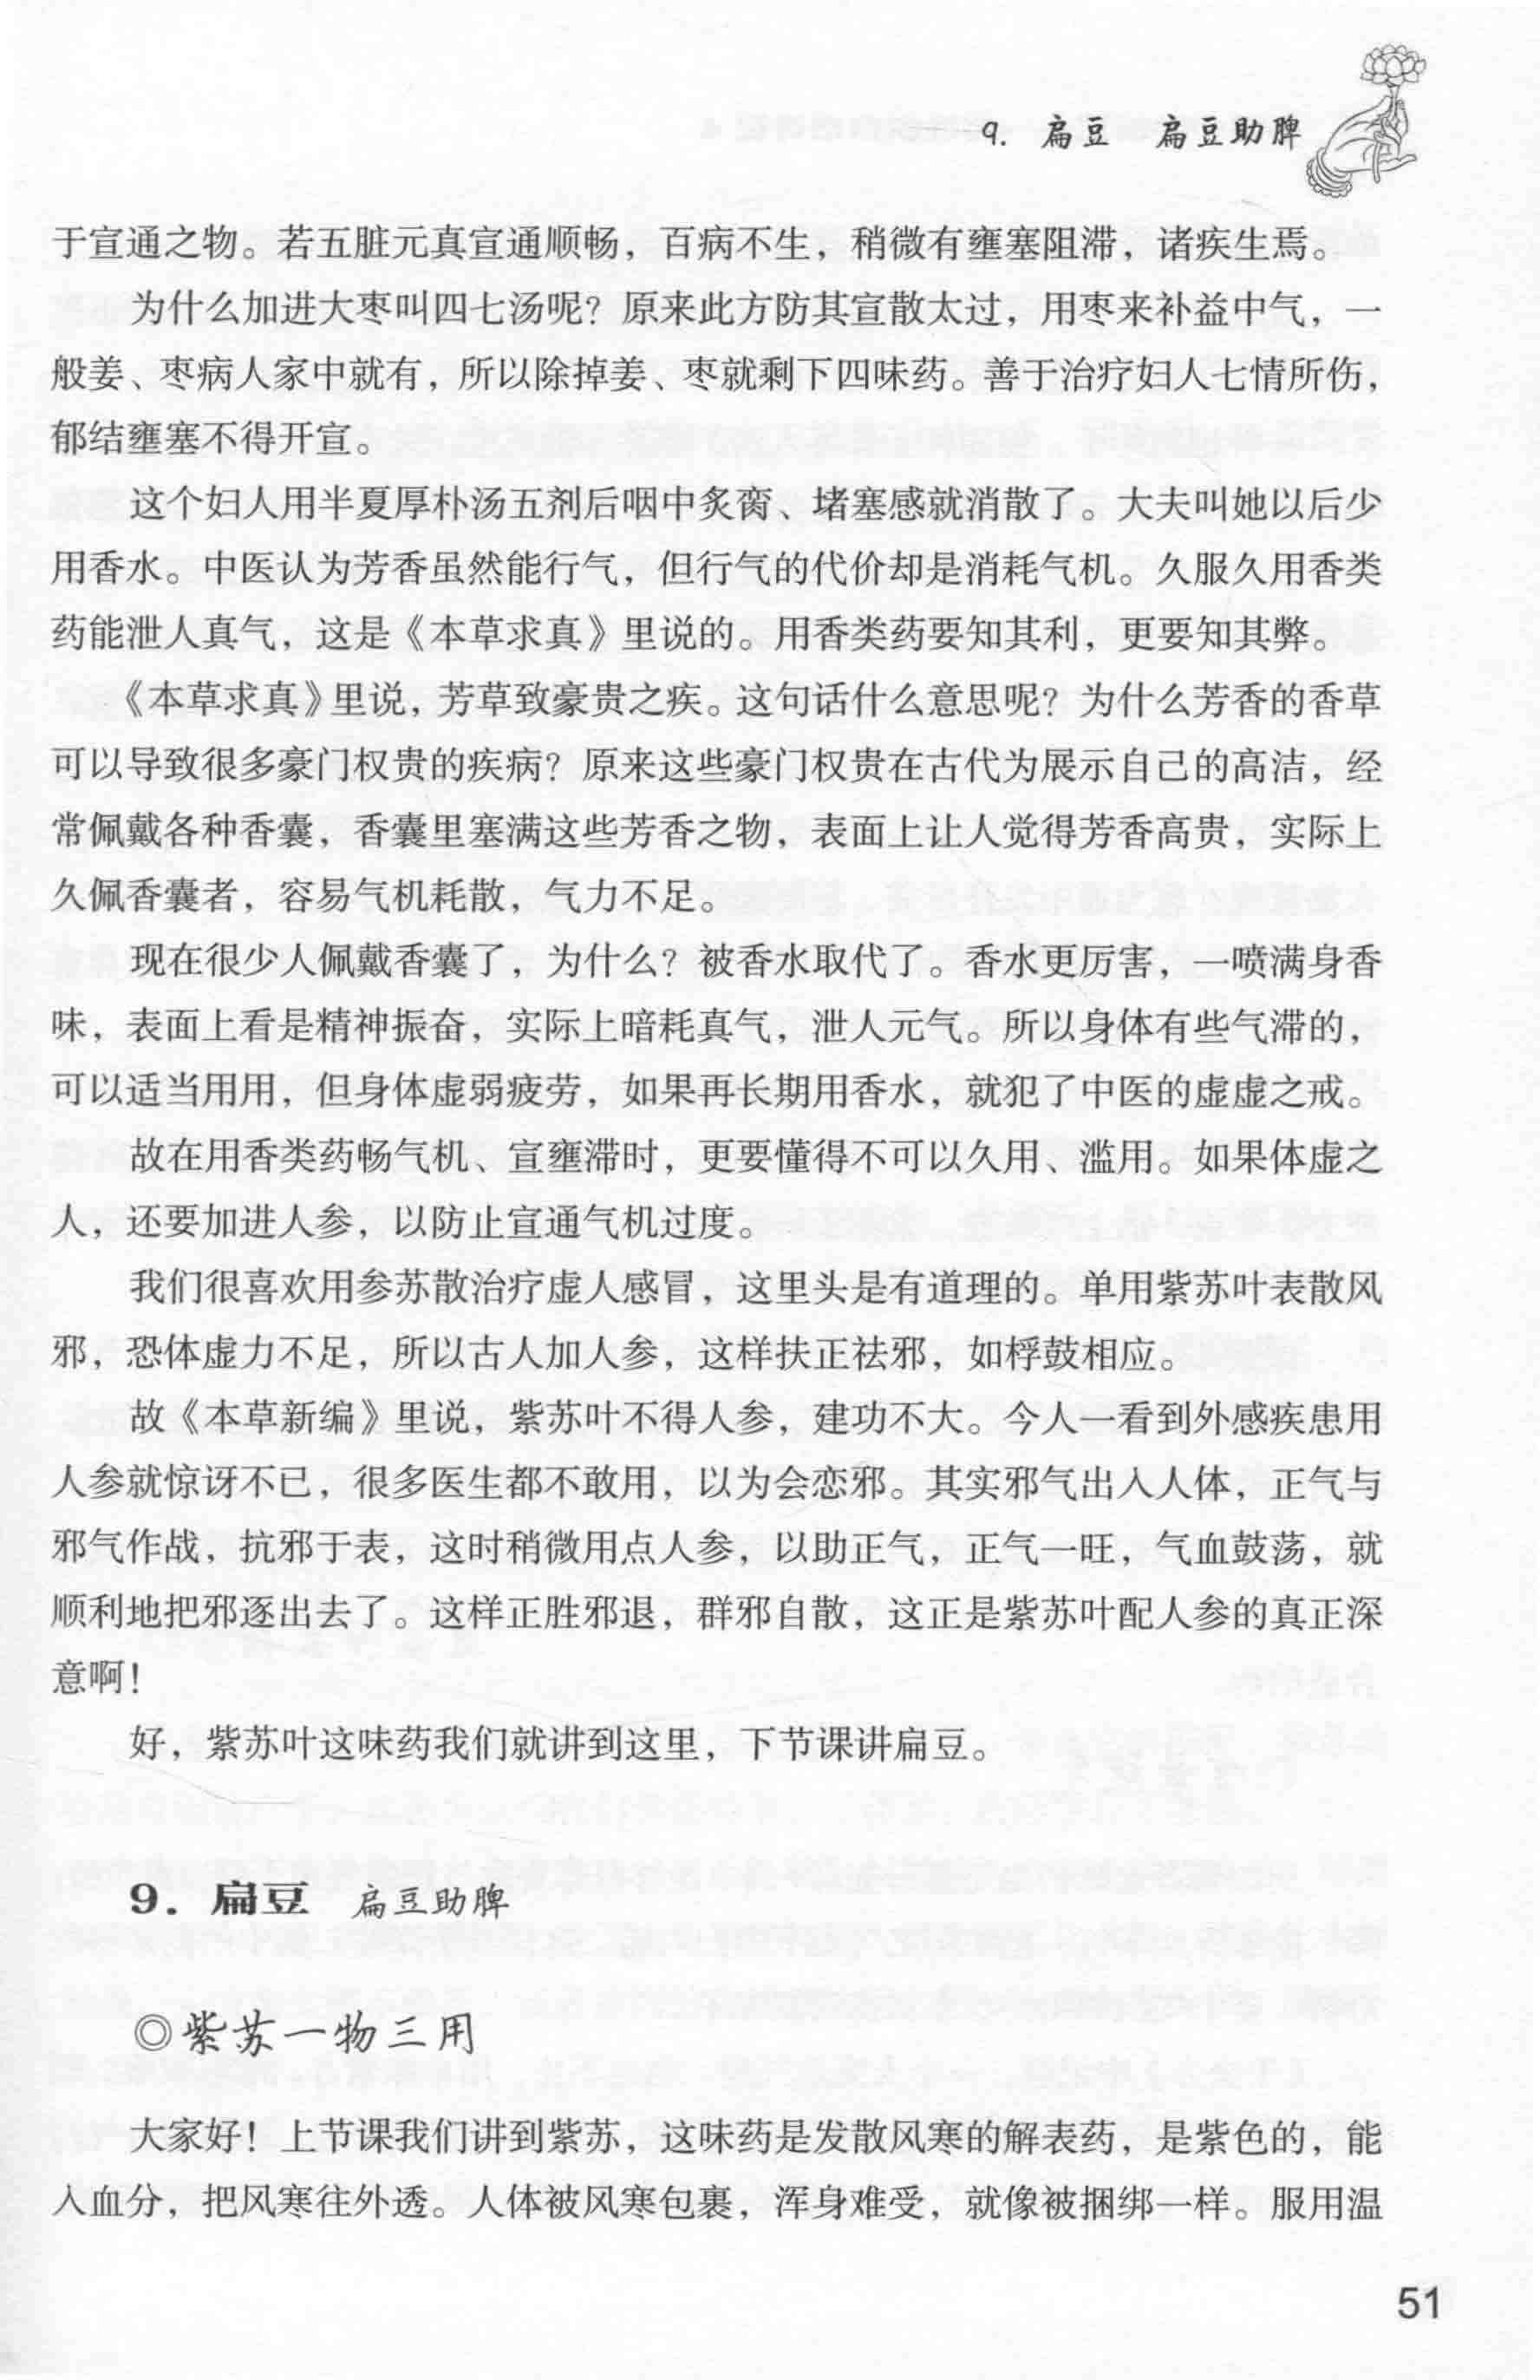 9. 扁豆 扁豆助脾
于宣通之物。若五脏元真宣通顺畅，百病不生，稍微有壅塞阻滞，诸疾生焉。
为什么加进大枣叫四七汤呢？原来此方防其宣散太过，用枣来补益中气，一
般姜、枣病人家中就有，所以除掉姜、枣就剩下四味药。善于治疗妇人七情所伤，
郁结壅塞不得开宣。
这个妇人用半夏厚朴汤五剂后咽中炙脔、堵塞感就消散了。大夫叫她以后少
用香水。中医认为芳香虽然能行气，但行气的代价却是消耗气机。久服久用香类
药能泄人真气，这是《本草求真》里说的。用香类药要知其利，更要知其弊。
《本草求真》里说，芳草致豪贵之疾。这句话什么意思呢？为什么芳香的香草
可以导致很多豪门权贵的疾病？原来这些豪门权贵在古代为展示自己的高洁，经
常佩戴各种香囊，香囊里塞满这些芳香之物，表面上让人觉得芳香高贵，实际上
久佩香囊者，容易气机耗散，气力不足。
现在很少人佩戴香囊了，为什么？被香水取代了。香水更厉害，一喷满身香
味，表面上看是精神振奋，实际上暗耗真气，泄人元气。所以身体有些气滞的，
可以适当用用，但身体虚弱疲劳，如果再长期用香水，就犯了中医的虚虚之戒。
故在用香类药畅气机、宣壅滞时，更要懂得不可以久用、滥用。如果体虚之
人，还要加进人参，以防止宣通气机过度。
我们很喜欢用参苏散治疗虚人感冒，这里头是有道理的。单用紫苏叶表散风
邪，恐体虚力不足，所以古人加人参，这样扶正祛邪，如桴鼓相应。
故《本草新编》里说，紫苏叶不得人参，建功不大。今人一看到外感疾患用
人参就惊讶不已，很多医生都不敢用，以为会恋邪。其实邪气出入人体，正气与
邪气作战，抗邪于表，这时稍微用点人参，以助正气，正气一旺，气血鼓荡，就
顺利地把邪逐出去了。这样正胜邪退，群邪自散，这正是紫苏叶配人参的真正深
意啊！
好，紫苏叶这味药我们就讲到这里，下节课讲扁豆。
9. 扁豆 扁豆助脾
◎紫苏一物三用
大家好！上节课我们讲到紫苏，这味药是发散风寒的解表药，是紫色的，能
入血分，把风寒往外透。人体被风寒包裹，浑身难受，就像被捆绑一样。服用温
51